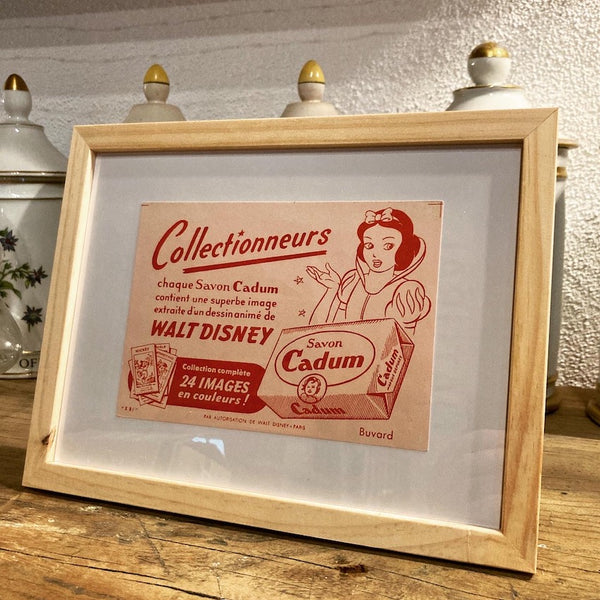 Collectionneurs
chaque Savon Cadum
contient une superbe image
extraite d'un dessin animé de
WALT DISNEY
Collection complète
24 IMAGES
en couleurs !
Savon
Cadum
Cadum
Cadum
PAR AUTORISATION DE WALT DISNEY-PARIS
Buvard
OF